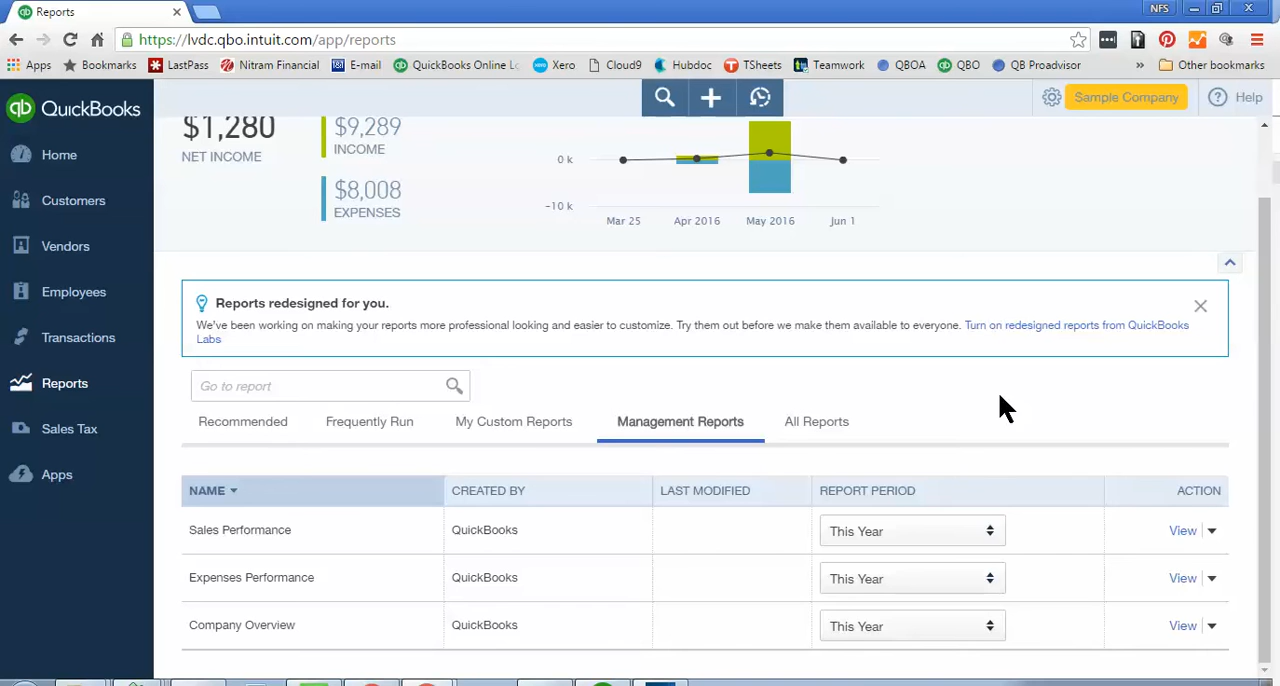 Reports
NFS
https://lvdc.qbo.intuit.com/app/reports
Apps Bookmarks LastPass Nitram Financial E-mail QuickBooks Online Lo Xero Cloud9 Hubdoc TSheets Teamwork QBOA QBO QB Proadvisor » Other bookmarks
qb QuickBooks
Sample Company
Help
Home
Customers
Vendors
Employees
Transactions
Reports
Sales Tax
Apps
$1,280
NET INCOME
$9,289
INCOME
$8,008
EXPENSES
0 k
-10 k
Mar 25 Apr 2016 May 2016 Jun 1
Reports redesigned for you.
We've been working on making your reports more professional looking and easier to customize. Try them out before we make them available to everyone. Turn on redesigned reports from QuickBooks
Labs
Go to report
Recommended Frequently Run My Custom Reports Management Reports All Reports
NAME CREATED BY LAST MODIFIED REPORT PERIOD ACTION
Sales Performance QuickBooks This Year View
Expenses Performance QuickBooks This Year View
Company Overview QuickBooks This Year View